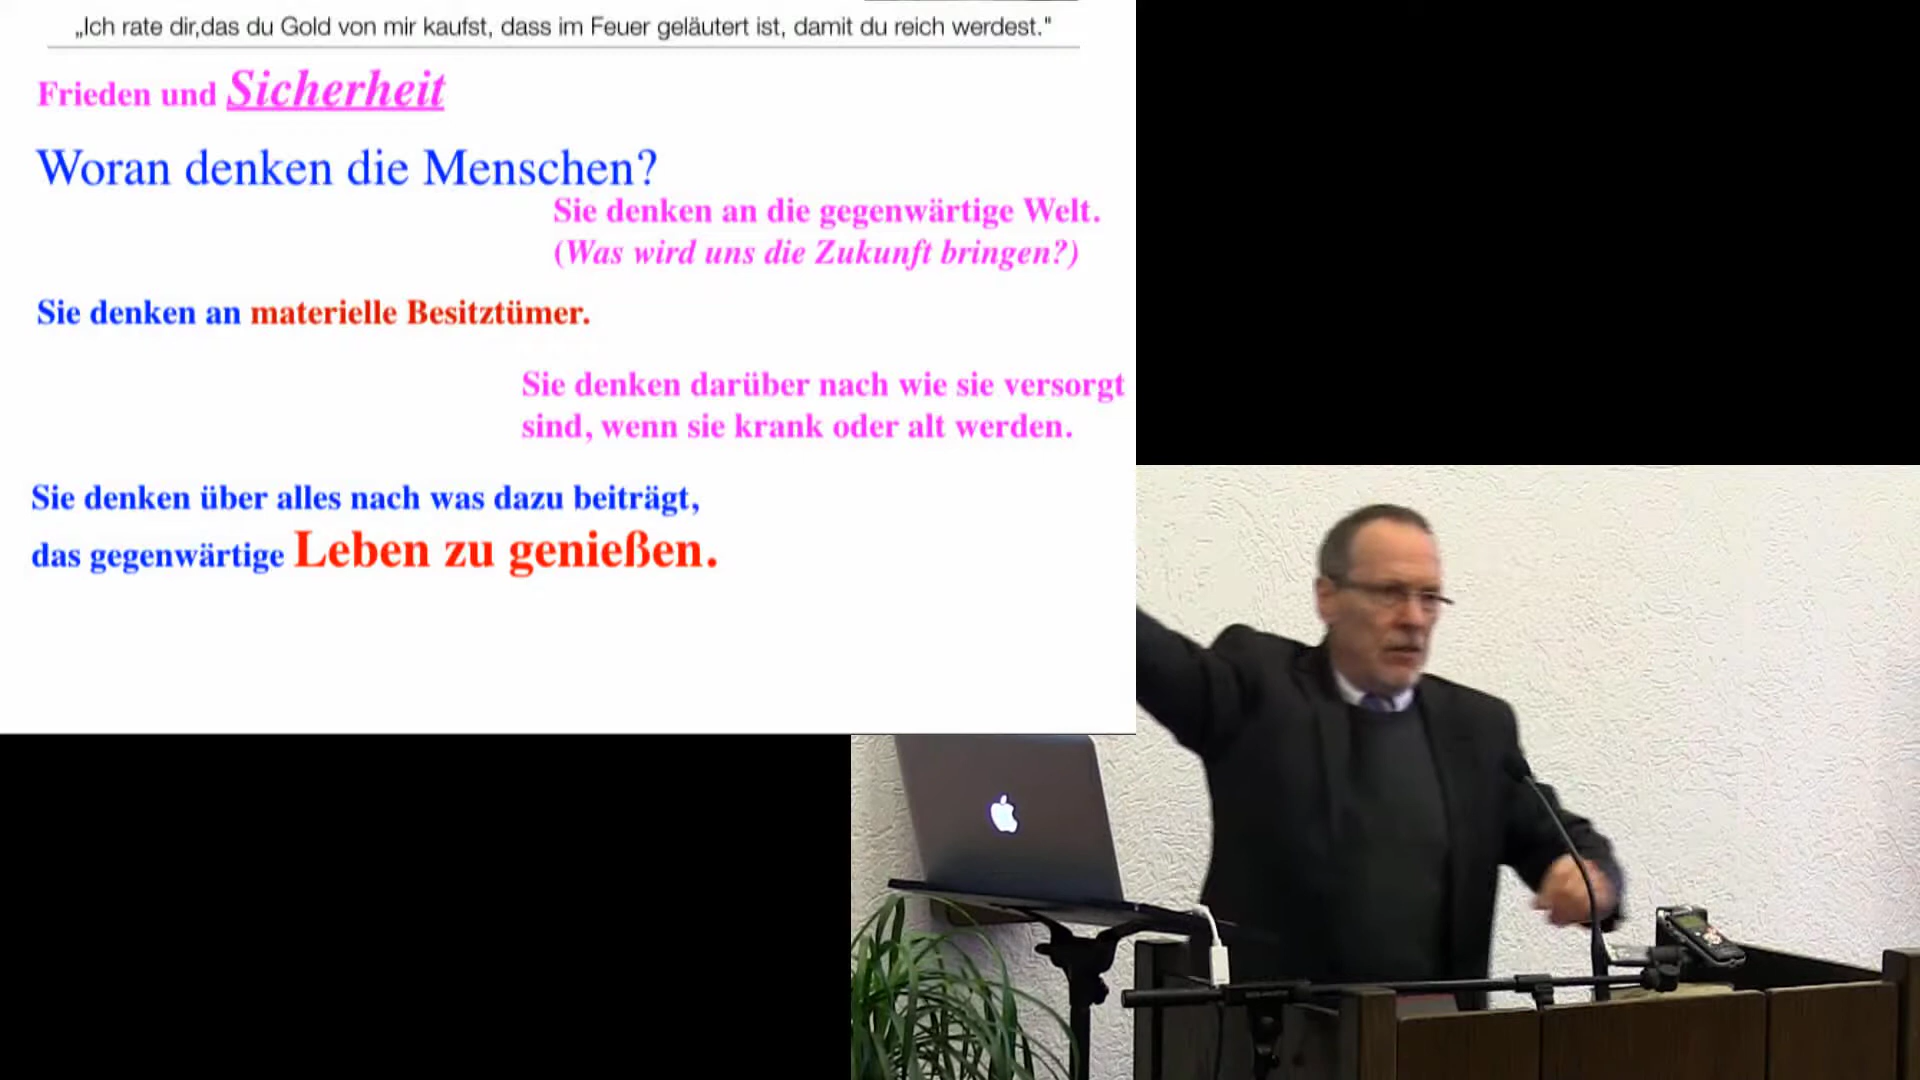 „Ich rate dir,das du Gold von mir kaufst, dass im Feuer geläutert ist, damit du reich werdest."
Frieden und Sicherheit
Woran denken die Menschen?
Sie denken an die gegenwärtige Welt.
(Was wird uns die Zukunft bringen?)
Sie denken an materielle Besitztümer.
Sie denken darüber nach wie sie versorgt
sind, wenn sie krank oder alt werden.
Sie denken über alles nach was dazu beiträgt,
das gegenwärtige Leben zu genießen.